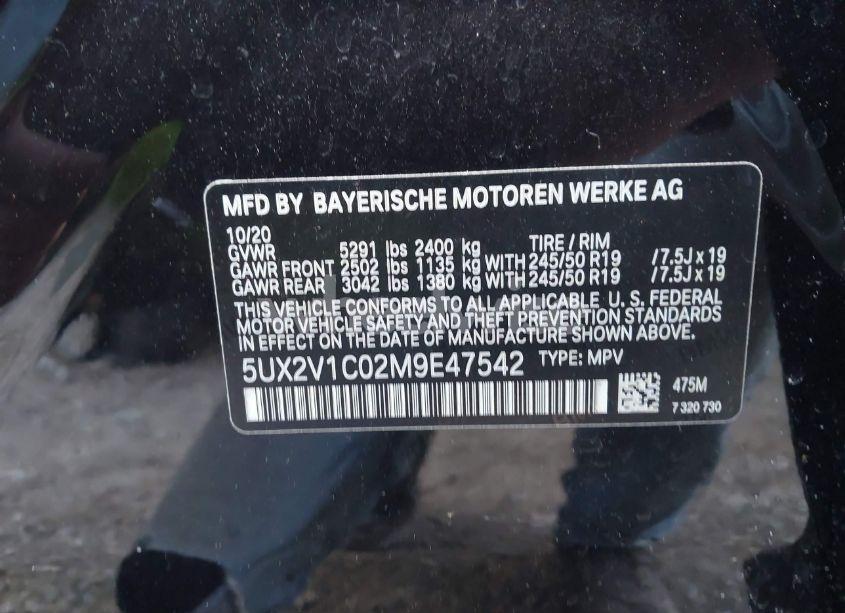 MFD BY BAYERISCHE MOTOREN WERKE AG
10/20
GVWR 5291 lbs 2400 kg TIRE / RIM
GAWR FRONT 2502 lbs 1135 kg WITH 245/50 R19 /7.5J x 19
GAWR REAR 3042 lbs 1380 kg WITH 245/50 R19 /7.5J x 19
THIS VEHICLE CONFORMS TO ALL APPLICABLE U. S. FEDERAL
MOTOR VEHICLE SAFETY AND THEFT PREVENTION STANDARDS
IN EFFECT ON THE DATE OF MANUFACTURE SHOWN ABOVE.
5UX2V1C02M9E47542 TYPE: MPV
475M
7 320 730